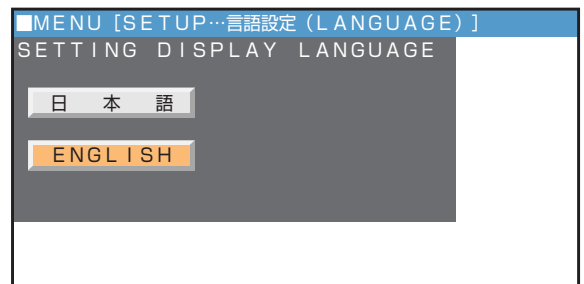 ■MENU [SETUP…言語設定（LANGUAGE）]
SETTING DISPLAY LANGUAGE
日本語
ENGLISH